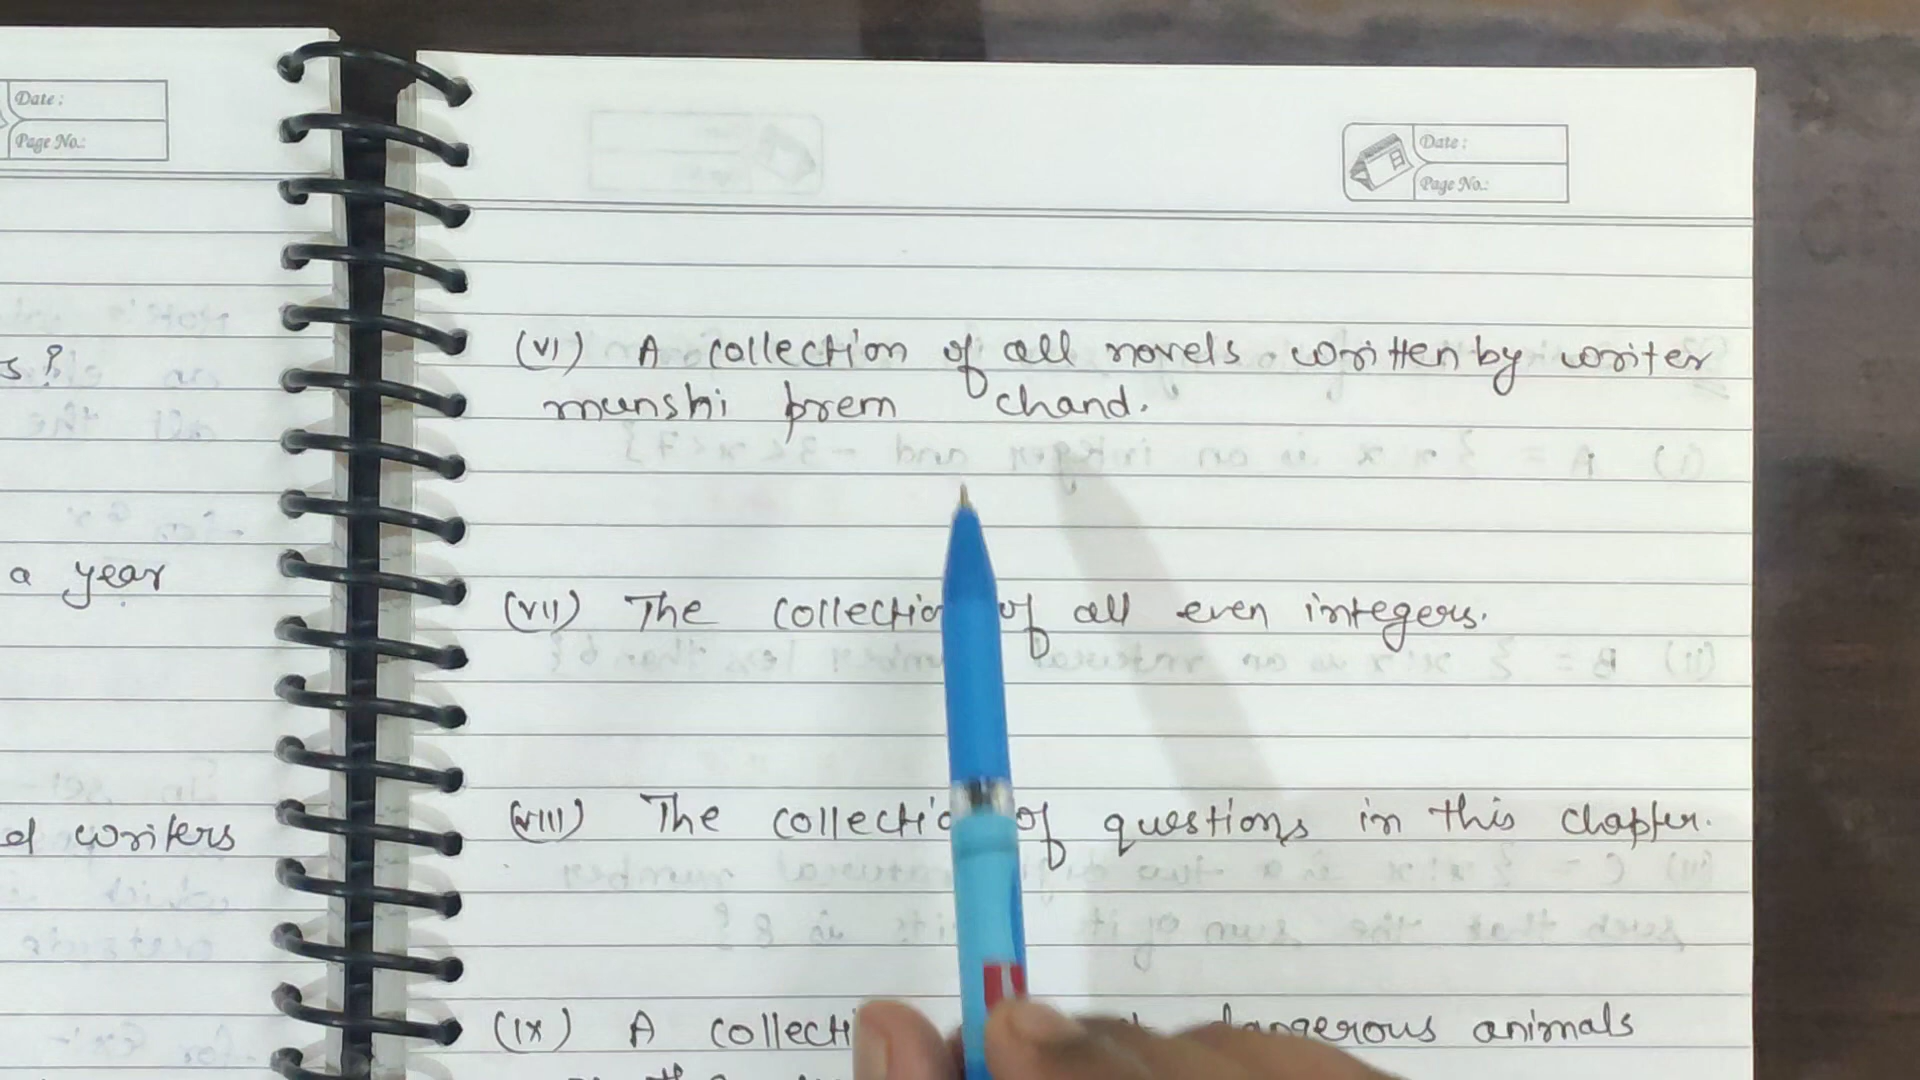 Date :
Page No.:
Date :
Page No.:
s?
a year
d writers
(VI) A collection of all novels written by writer
munshi prem chand.
(VII) The collection of all even integers.
(VIII) The collection of questions in this chapter.
(IX) A dangerous animals